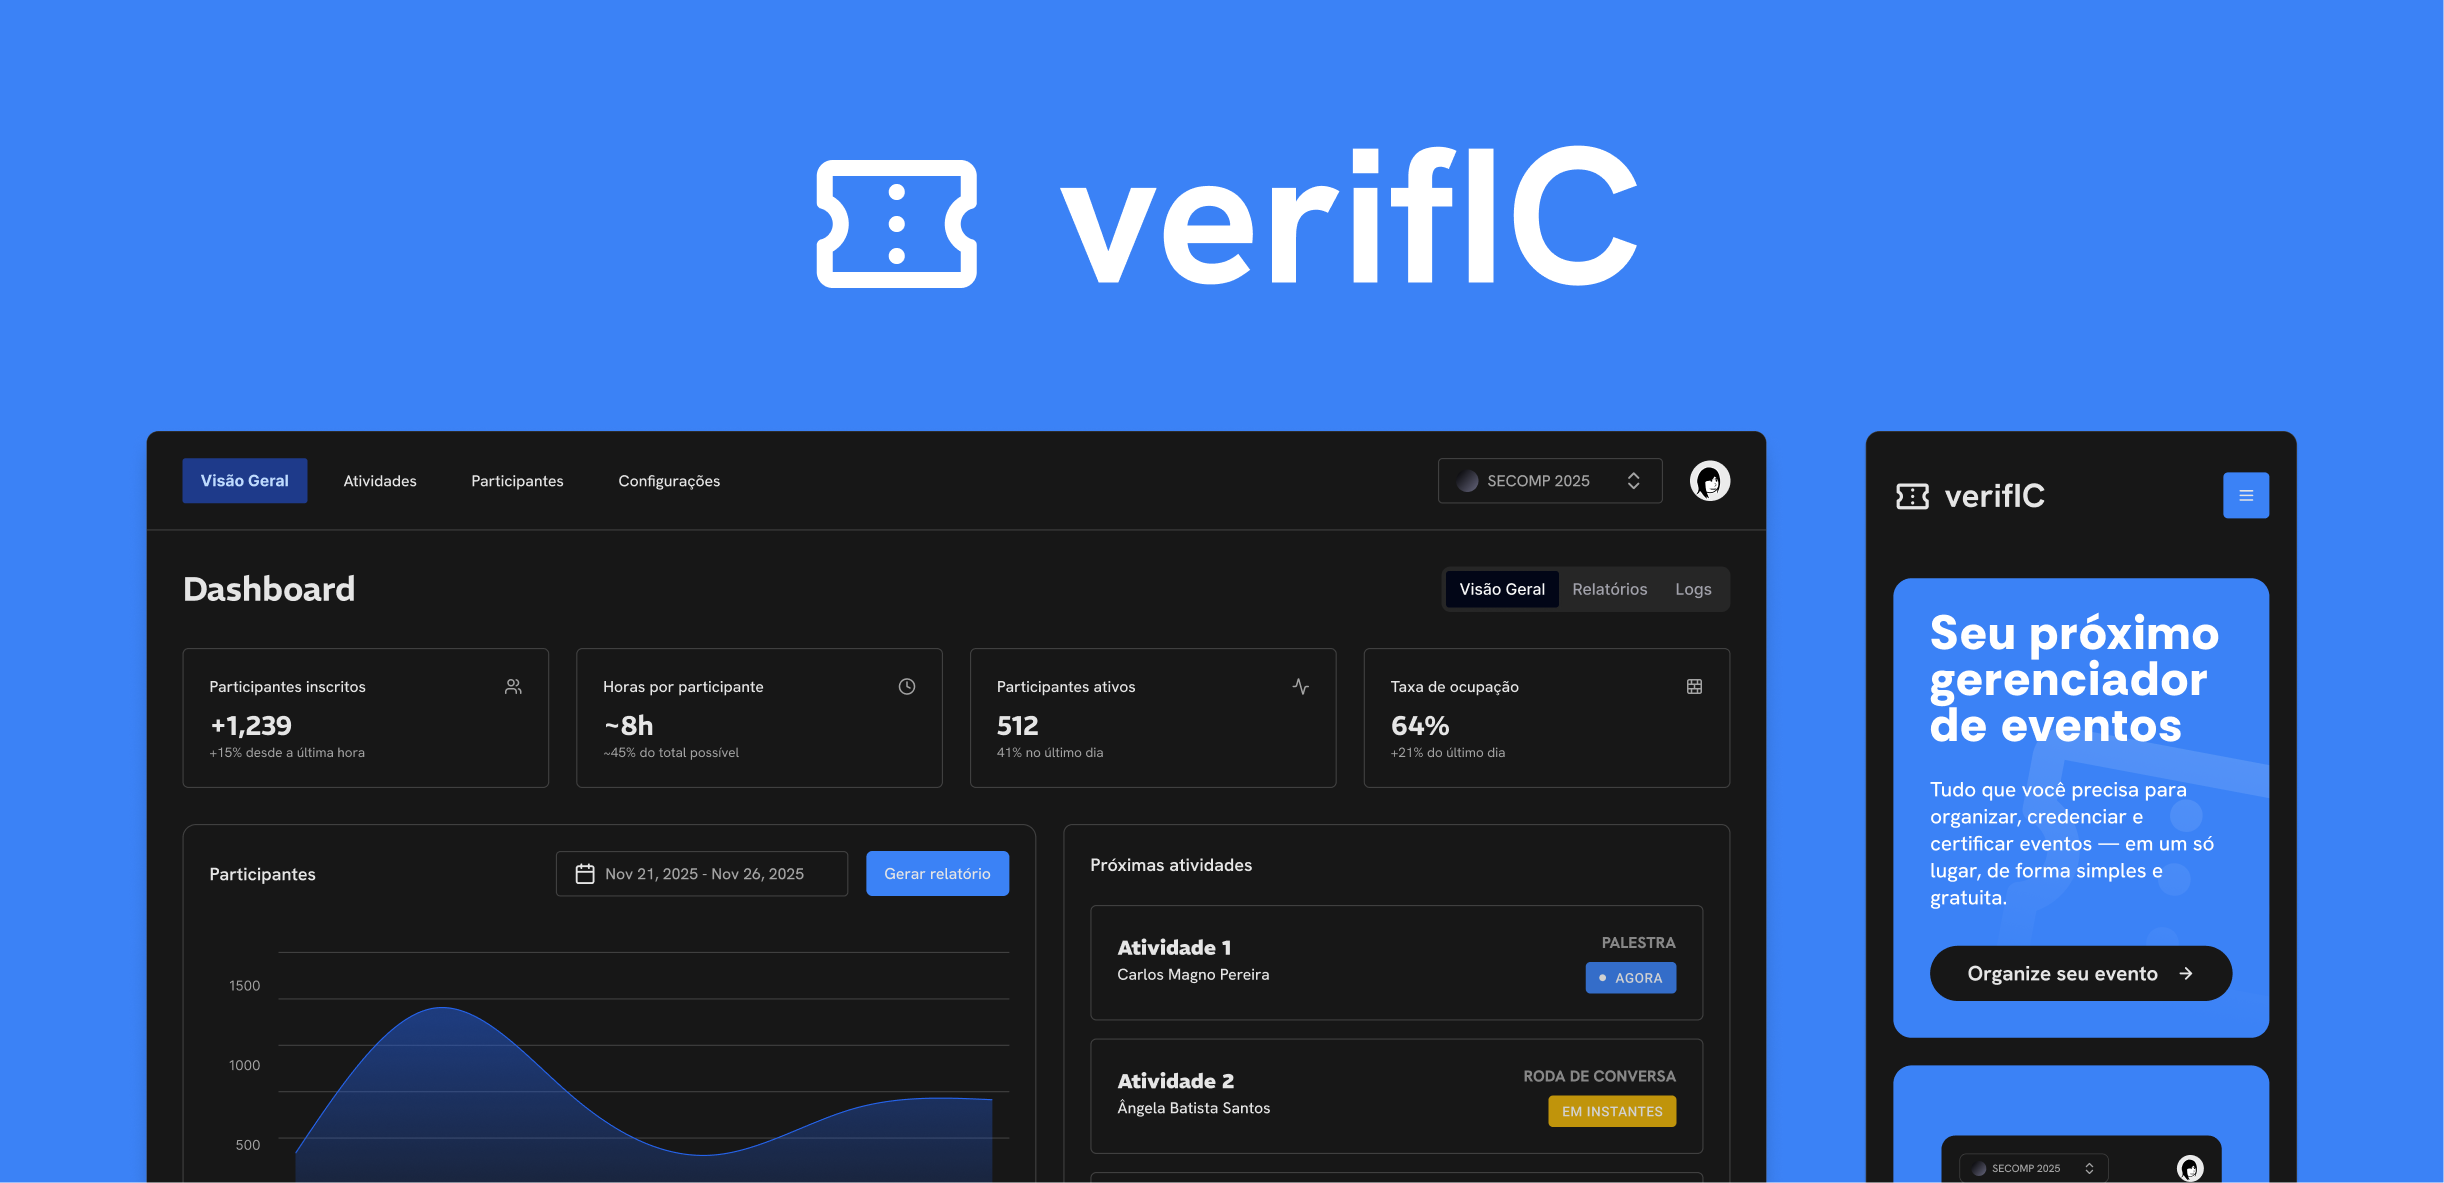 verifIC
Visão Geral
Atividades
Participantes
Configurações
SECOMP 2025
Dashboard
Visão Geral
Relatórios
Logs
Participantes inscritos
+1,239
+15% desde a última hora
Horas por participante
~8h
~45% do total possível
Participantes ativos
512
41% no último dia
Taxa de ocupação
64%
+21% do último dia
Participantes
Nov 21, 2025 - Nov 26, 2025
Gerar relatório
1500
1000
500
Próximas atividades
Atividade 1
Carlos Magno Pereira
PALESTRA
AGORA
Atividade 2
Ângela Batista Santos
RODA DE CONVERSA
EM INSTANTES
verifIC
Seu próximo
gerenciador
de eventos
Tudo que você precisa para
organizar, credenciar e
certificar eventos — em um só
lugar, de forma simples e
gratuita.
Organize seu evento
SECOMP 2025